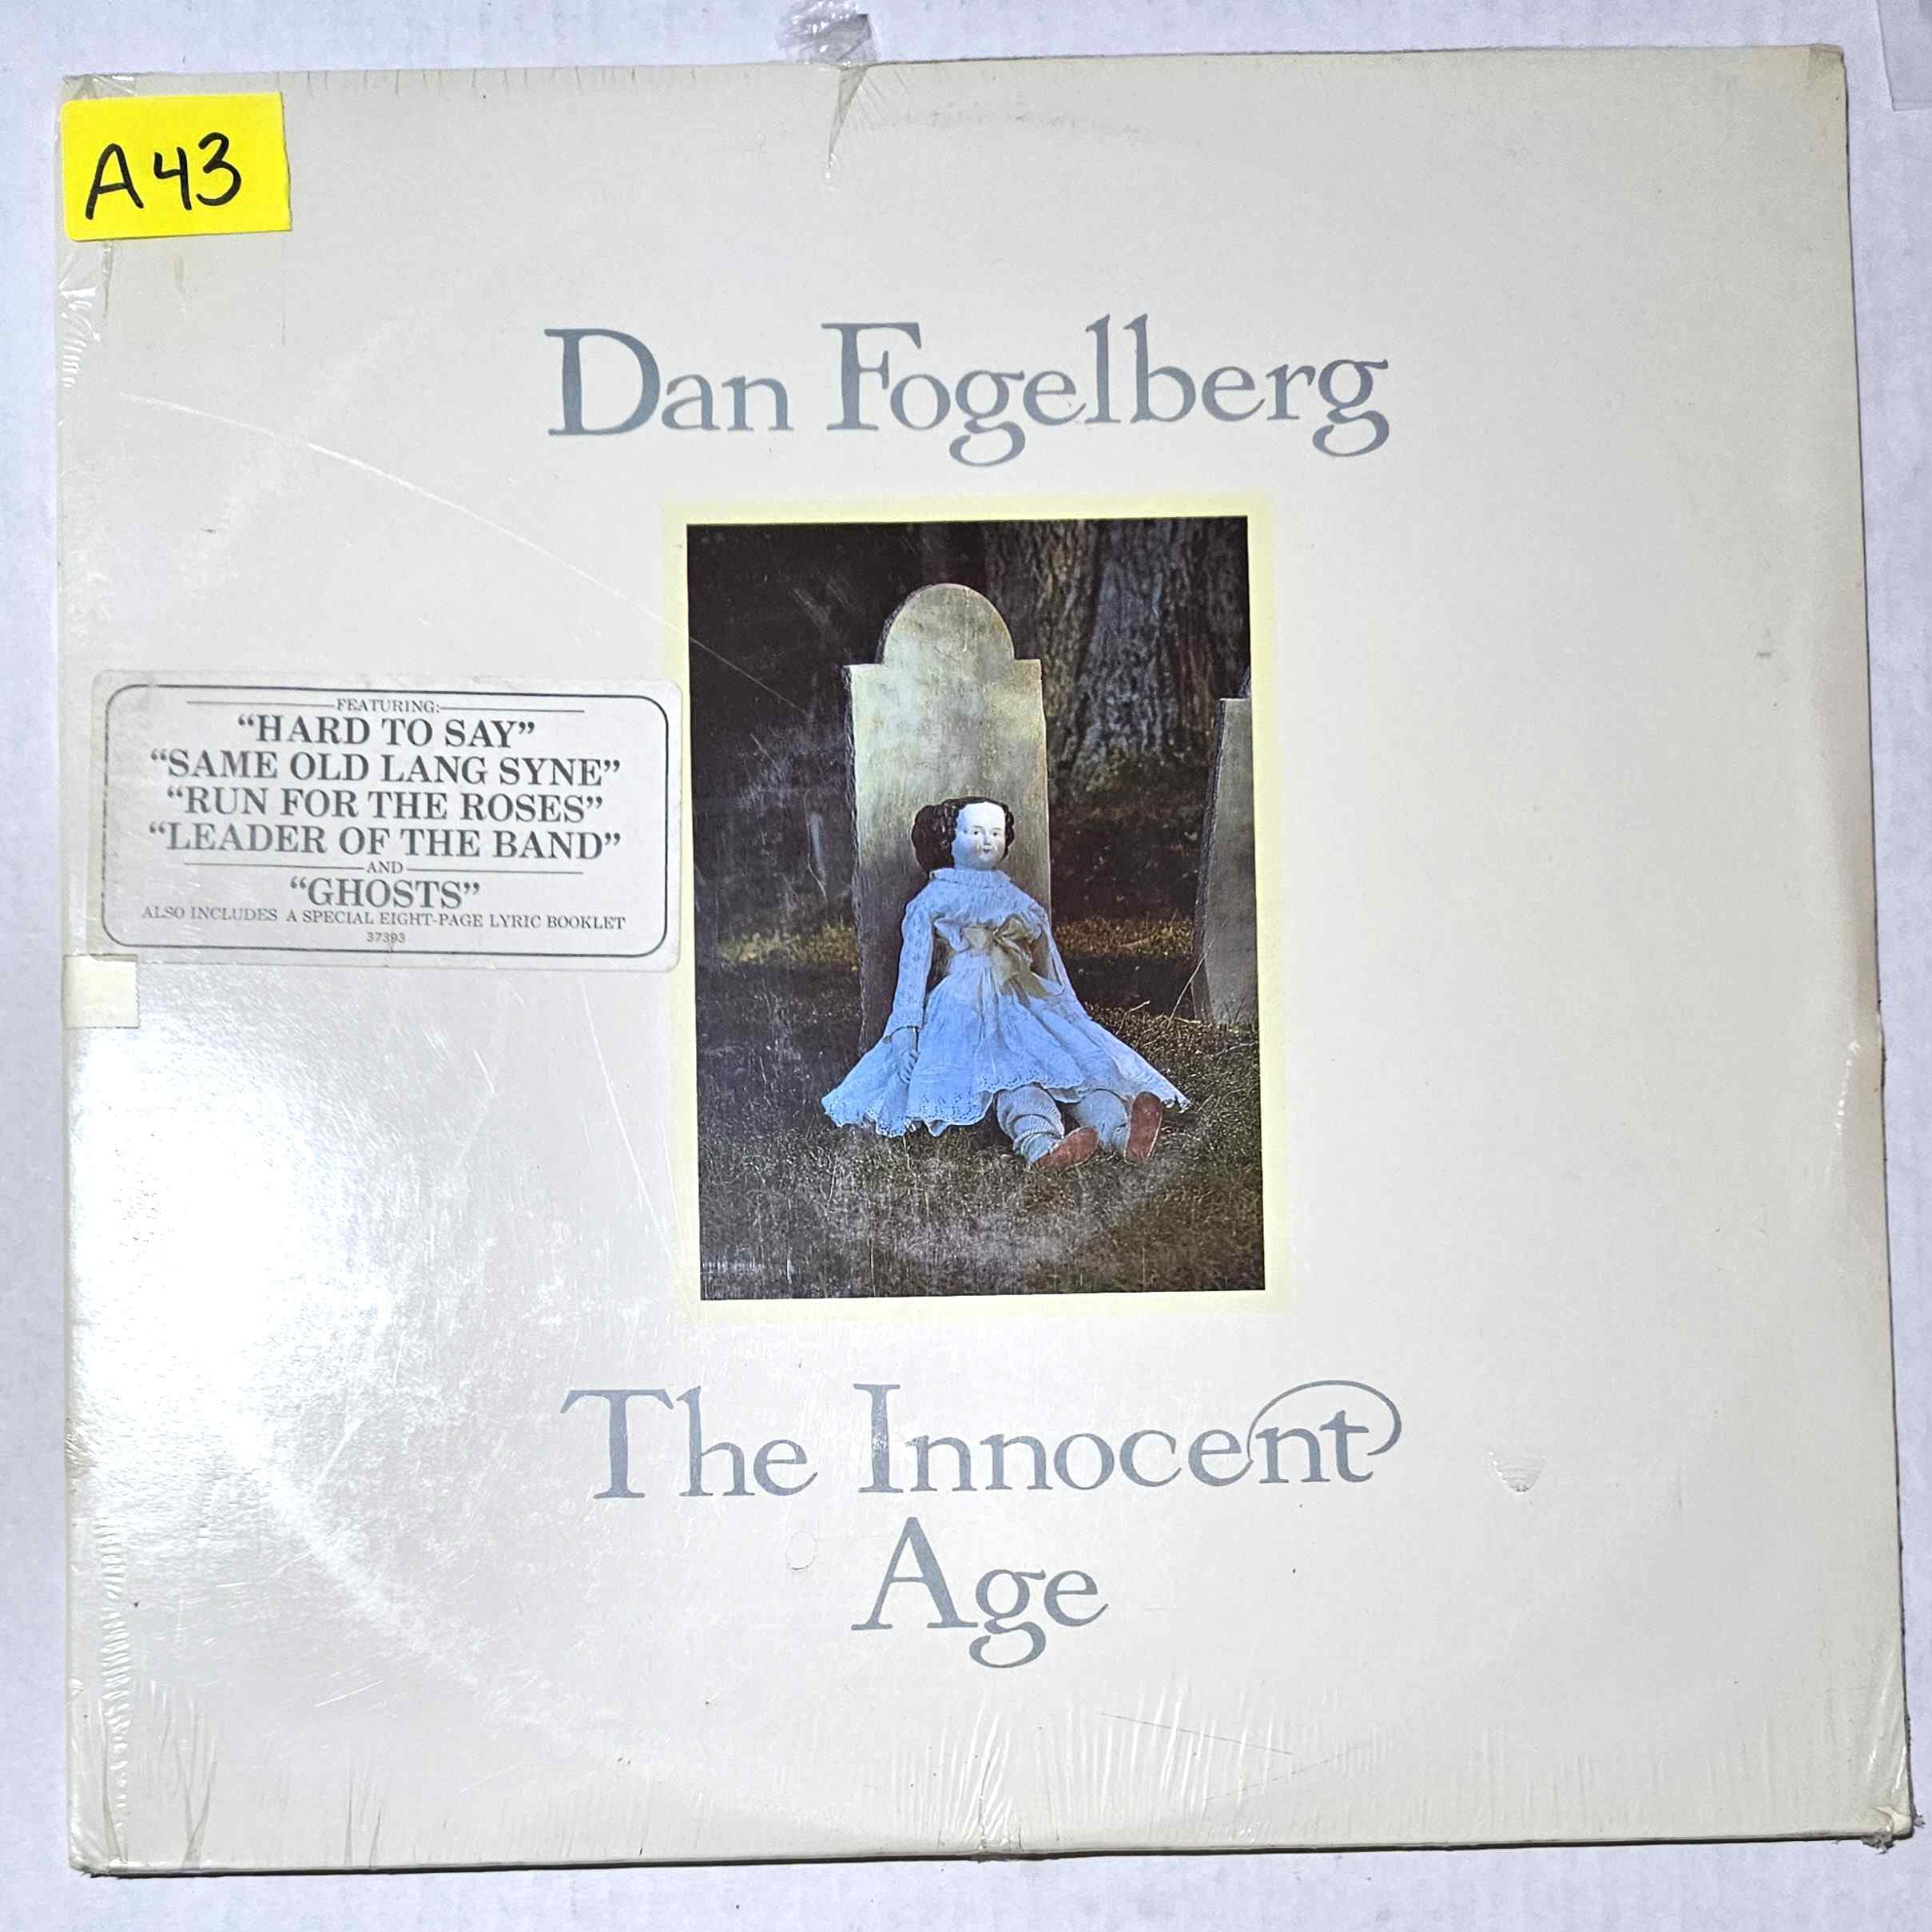 A43
Dan Fogelberg
FEATURING:
“HARD TO SAY”
“SAME OLD LANG SYNE”
“RUN FOR THE ROSES”
“LEADER OF THE BAND”
AND
“GHOSTS”
ALSO INCLUDES A SPECIAL EIGHT-PAGE LYRIC BOOKLET
37393
The Innocent
Age